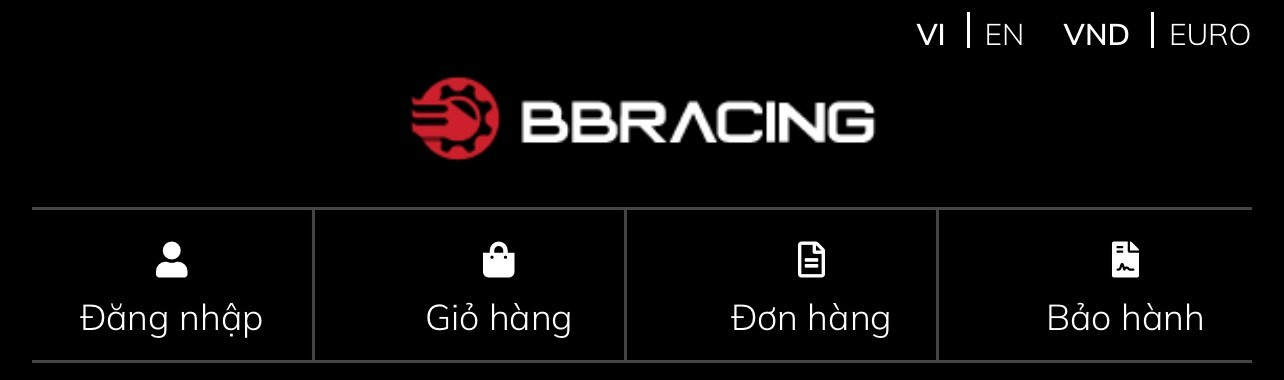 VI | EN VND | EURO
BBRACING
Đăng nhập Giỏ hàng Đơn hàng Bảo hành